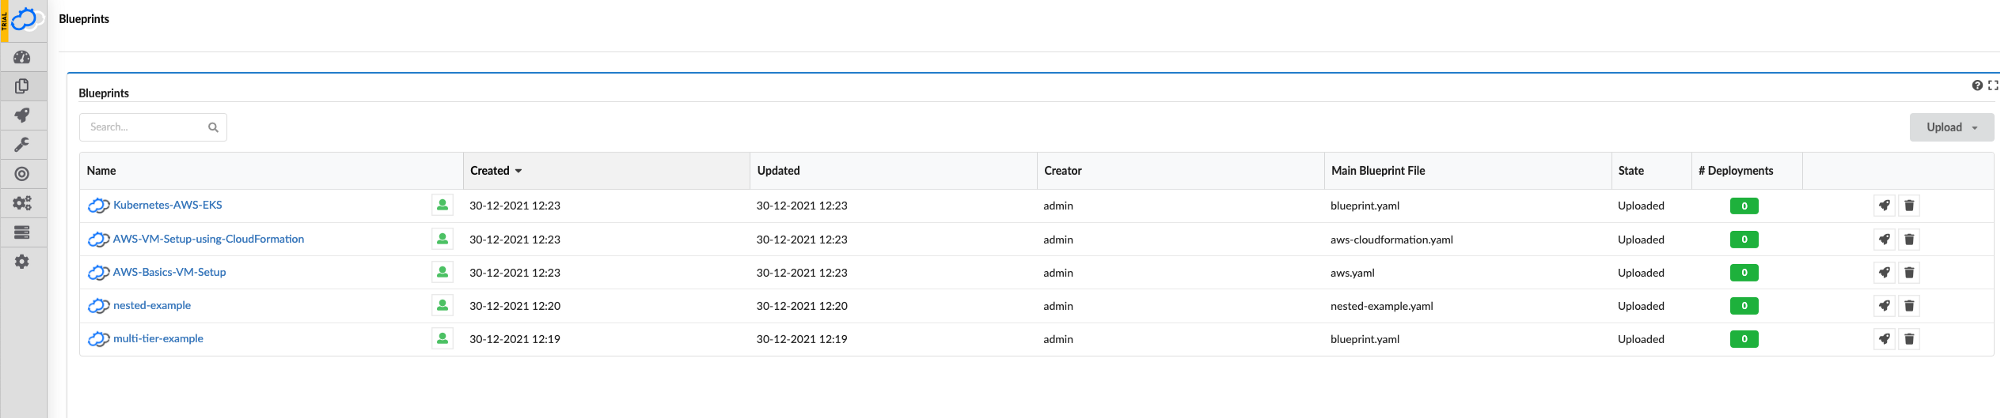 TRIAL
Blueprints
Blueprints
Search...
Upload
Name Created Updated Creator Main Blueprint File State # Deployments
Kubernetes-AWS-EKS 30-12-2021 12:23 30-12-2021 12:23 admin blueprint.yaml Uploaded 0
AWS-VM-Setup-using-CloudFormation 30-12-2021 12:23 30-12-2021 12:23 admin aws-cloudformation.yaml Uploaded 0
AWS-Basics-VM-Setup 30-12-2021 12:23 30-12-2021 12:23 admin aws.yaml Uploaded 0
nested-example 30-12-2021 12:20 30-12-2021 12:20 admin nested-example.yaml Uploaded 0
multi-tier-example 30-12-2021 12:19 30-12-2021 12:19 admin blueprint.yaml Uploaded 0